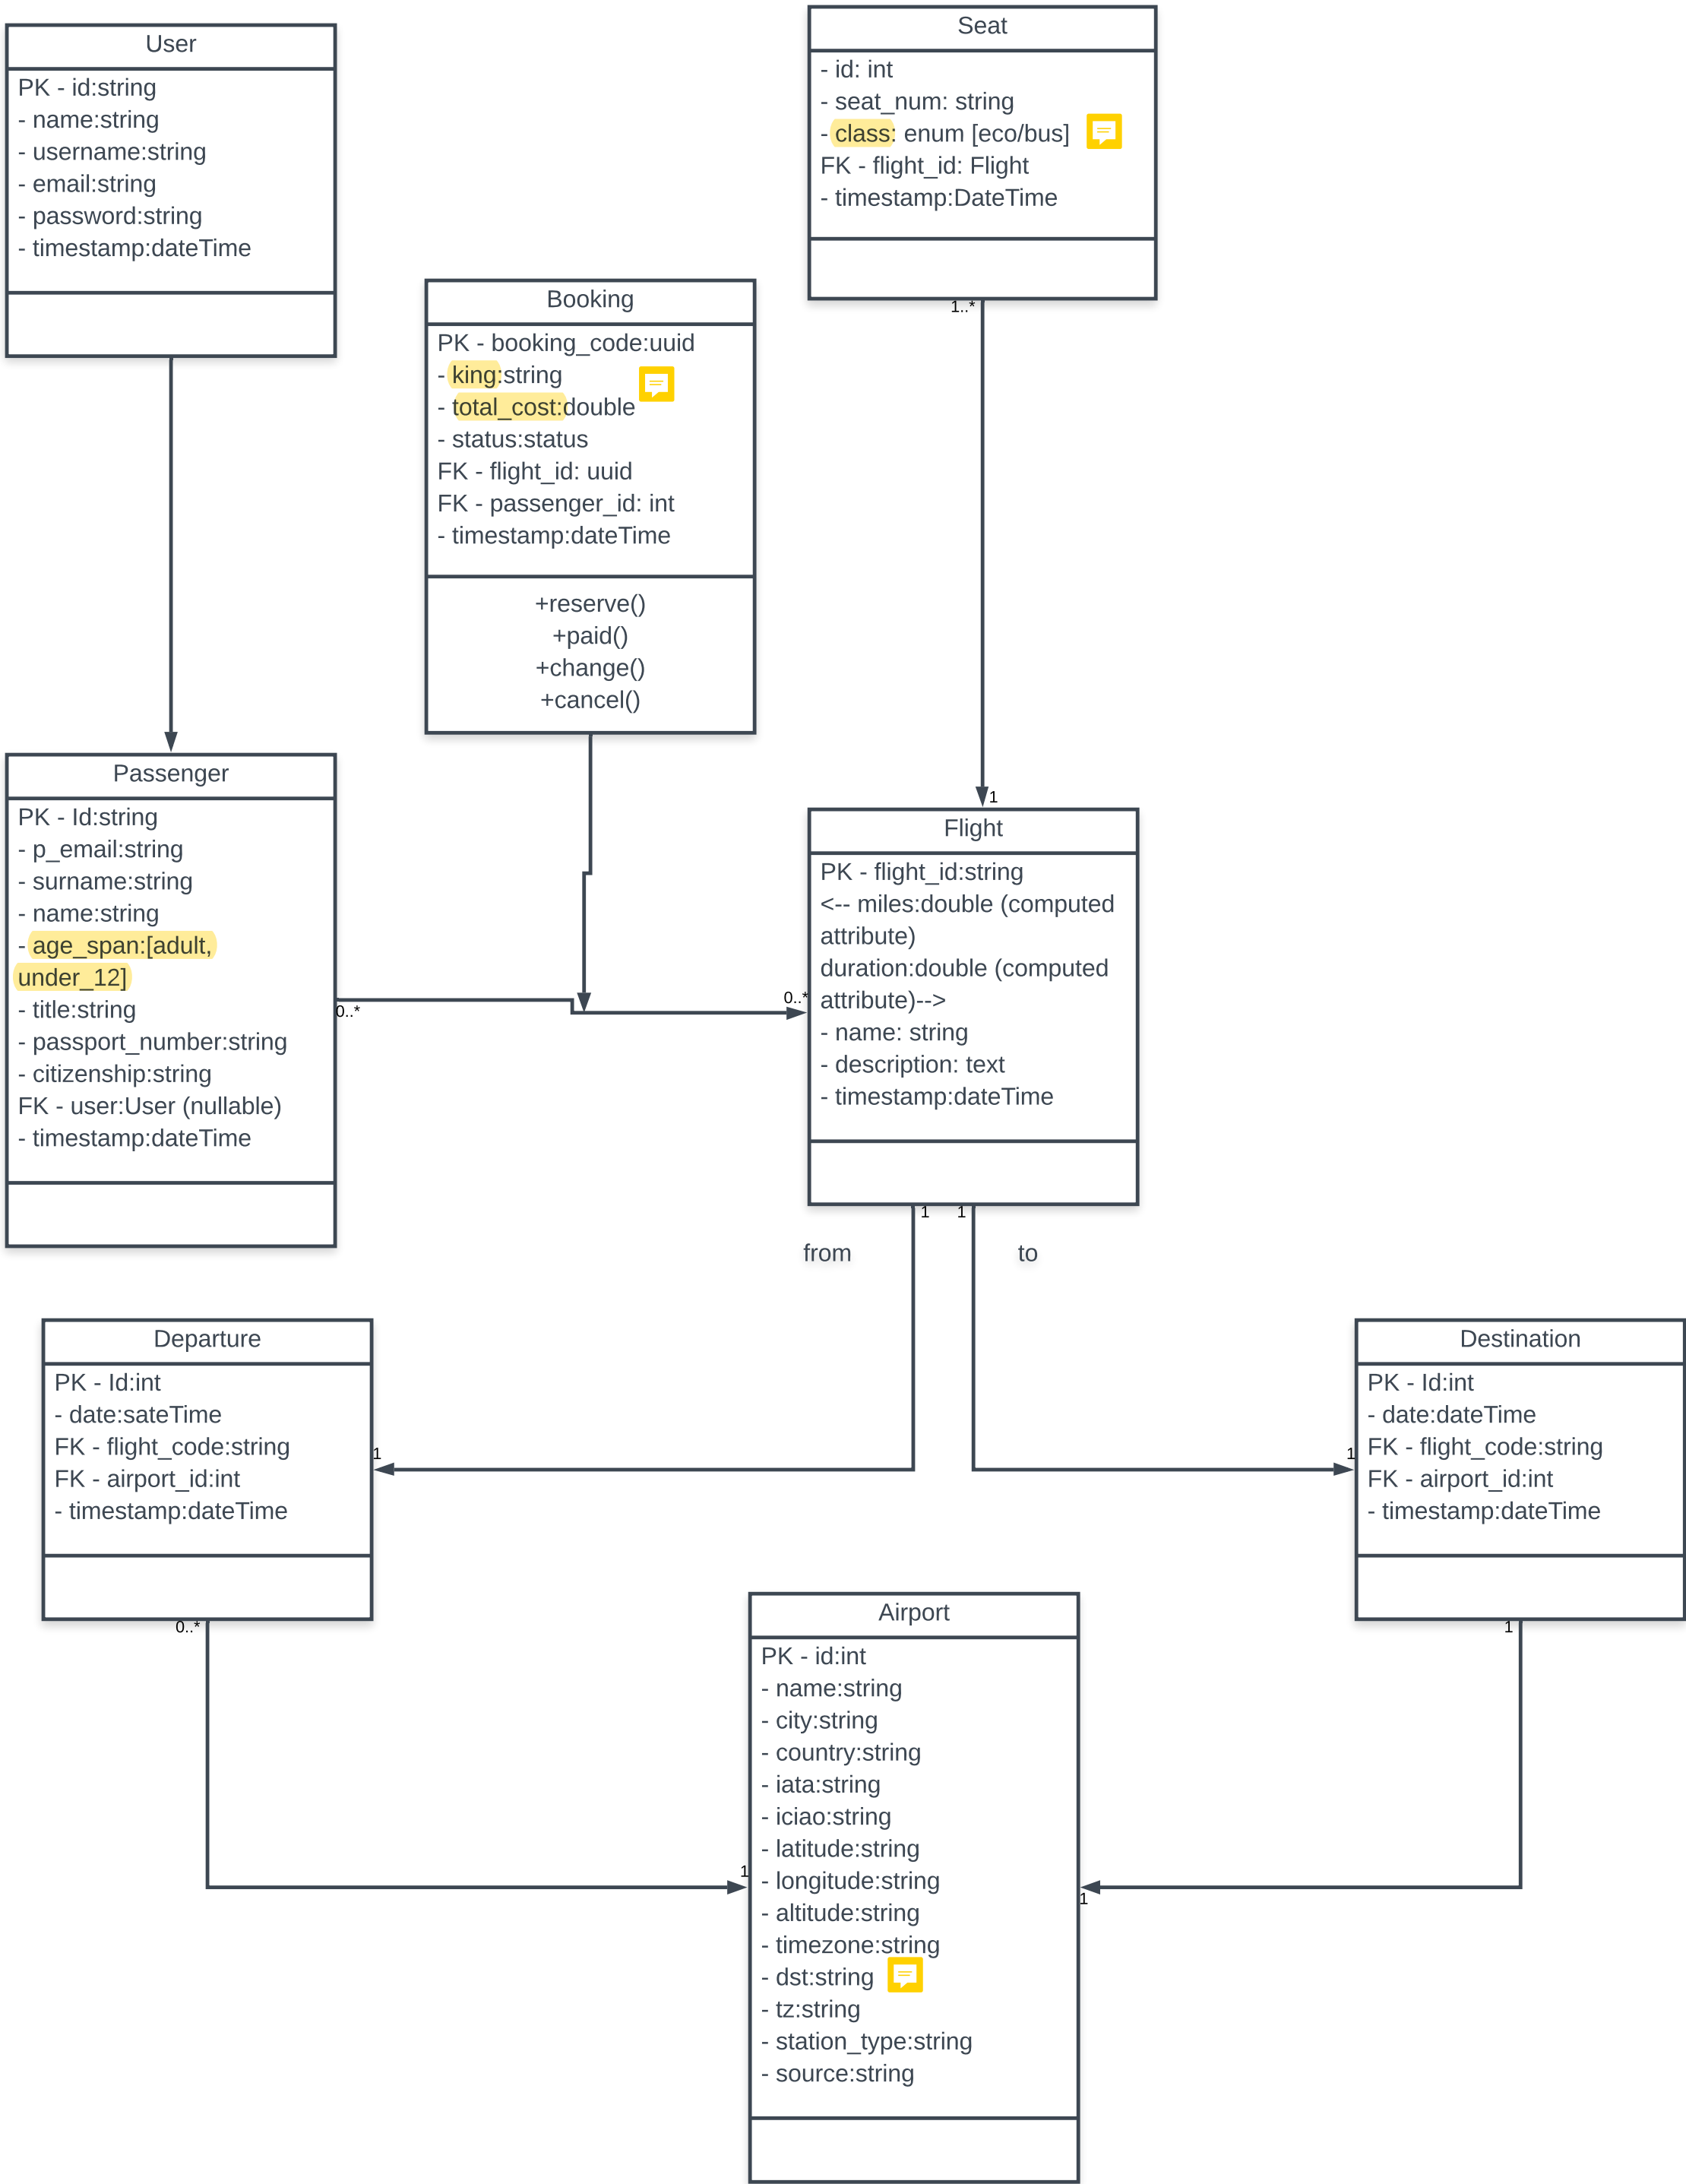 User
PK - id:string
- name:string
- username:string
- email:string
- password:string
- timestamp:dateTime
Seat
- id: int
- seat_num: string
- class: enum [eco/bus]
FK - flight_id: Flight
- timestamp:DateTime
1..*
1
Booking
PK - booking_code:uuid
- king:string
- total_cost:double
- status:status
FK - flight_id: uuid
FK - passenger_id: int
- timestamp:dateTime
+reserve()
+paid()
+change()
+cancel()
Passenger
PK - Id:string
- p_email:string
- surname:string
- name:string
- age_span:[adult,
under_12]
- title:string
- passport_number:string
- citizenship:string
FK - user:User (nullable)
- timestamp:dateTime
0..*
0..*
Flight
PK - flight_id:string
<-- miles:double (computed
attribute)
duration:double (computed
attribute)-->
- name: string
- description: text
- timestamp:dateTime
1
1
from
to
Departure
PK - Id:int
- date:sateTime
FK - flight_code:string
FK - airport_id:int
- timestamp:dateTime
1
0..*
Destination
PK - Id:int
- date:dateTime
FK - flight_code:string
FK - airport_id:int
- timestamp:dateTime
1
1
Airport
PK - id:int
- name:string
- city:string
- country:string
- iata:string
- iciao:string
- latitude:string
- longitude:string
- altitude:string
- timezone:string
- dst:string
- tz:string
- station_type:string
- source:string
1
1